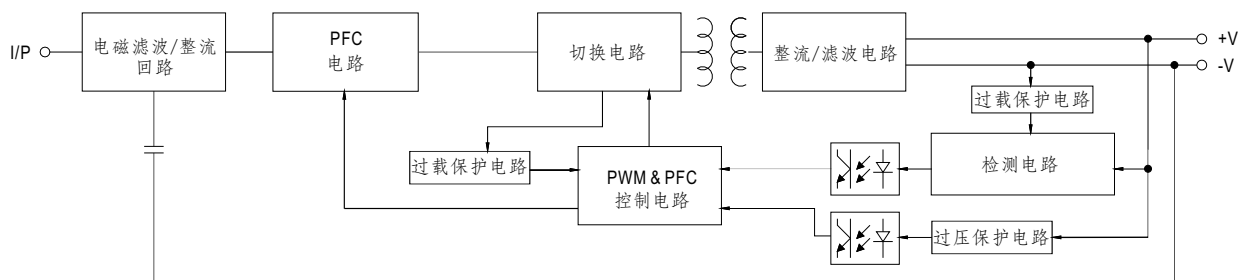 I/P
电磁滤波/整流
回路
PFC
电路
切换电路
整流/滤波电路
+V
-V
过载保护电路
检测电路
过载保护电路
PWM & PFC
控制电路
过压保护电路